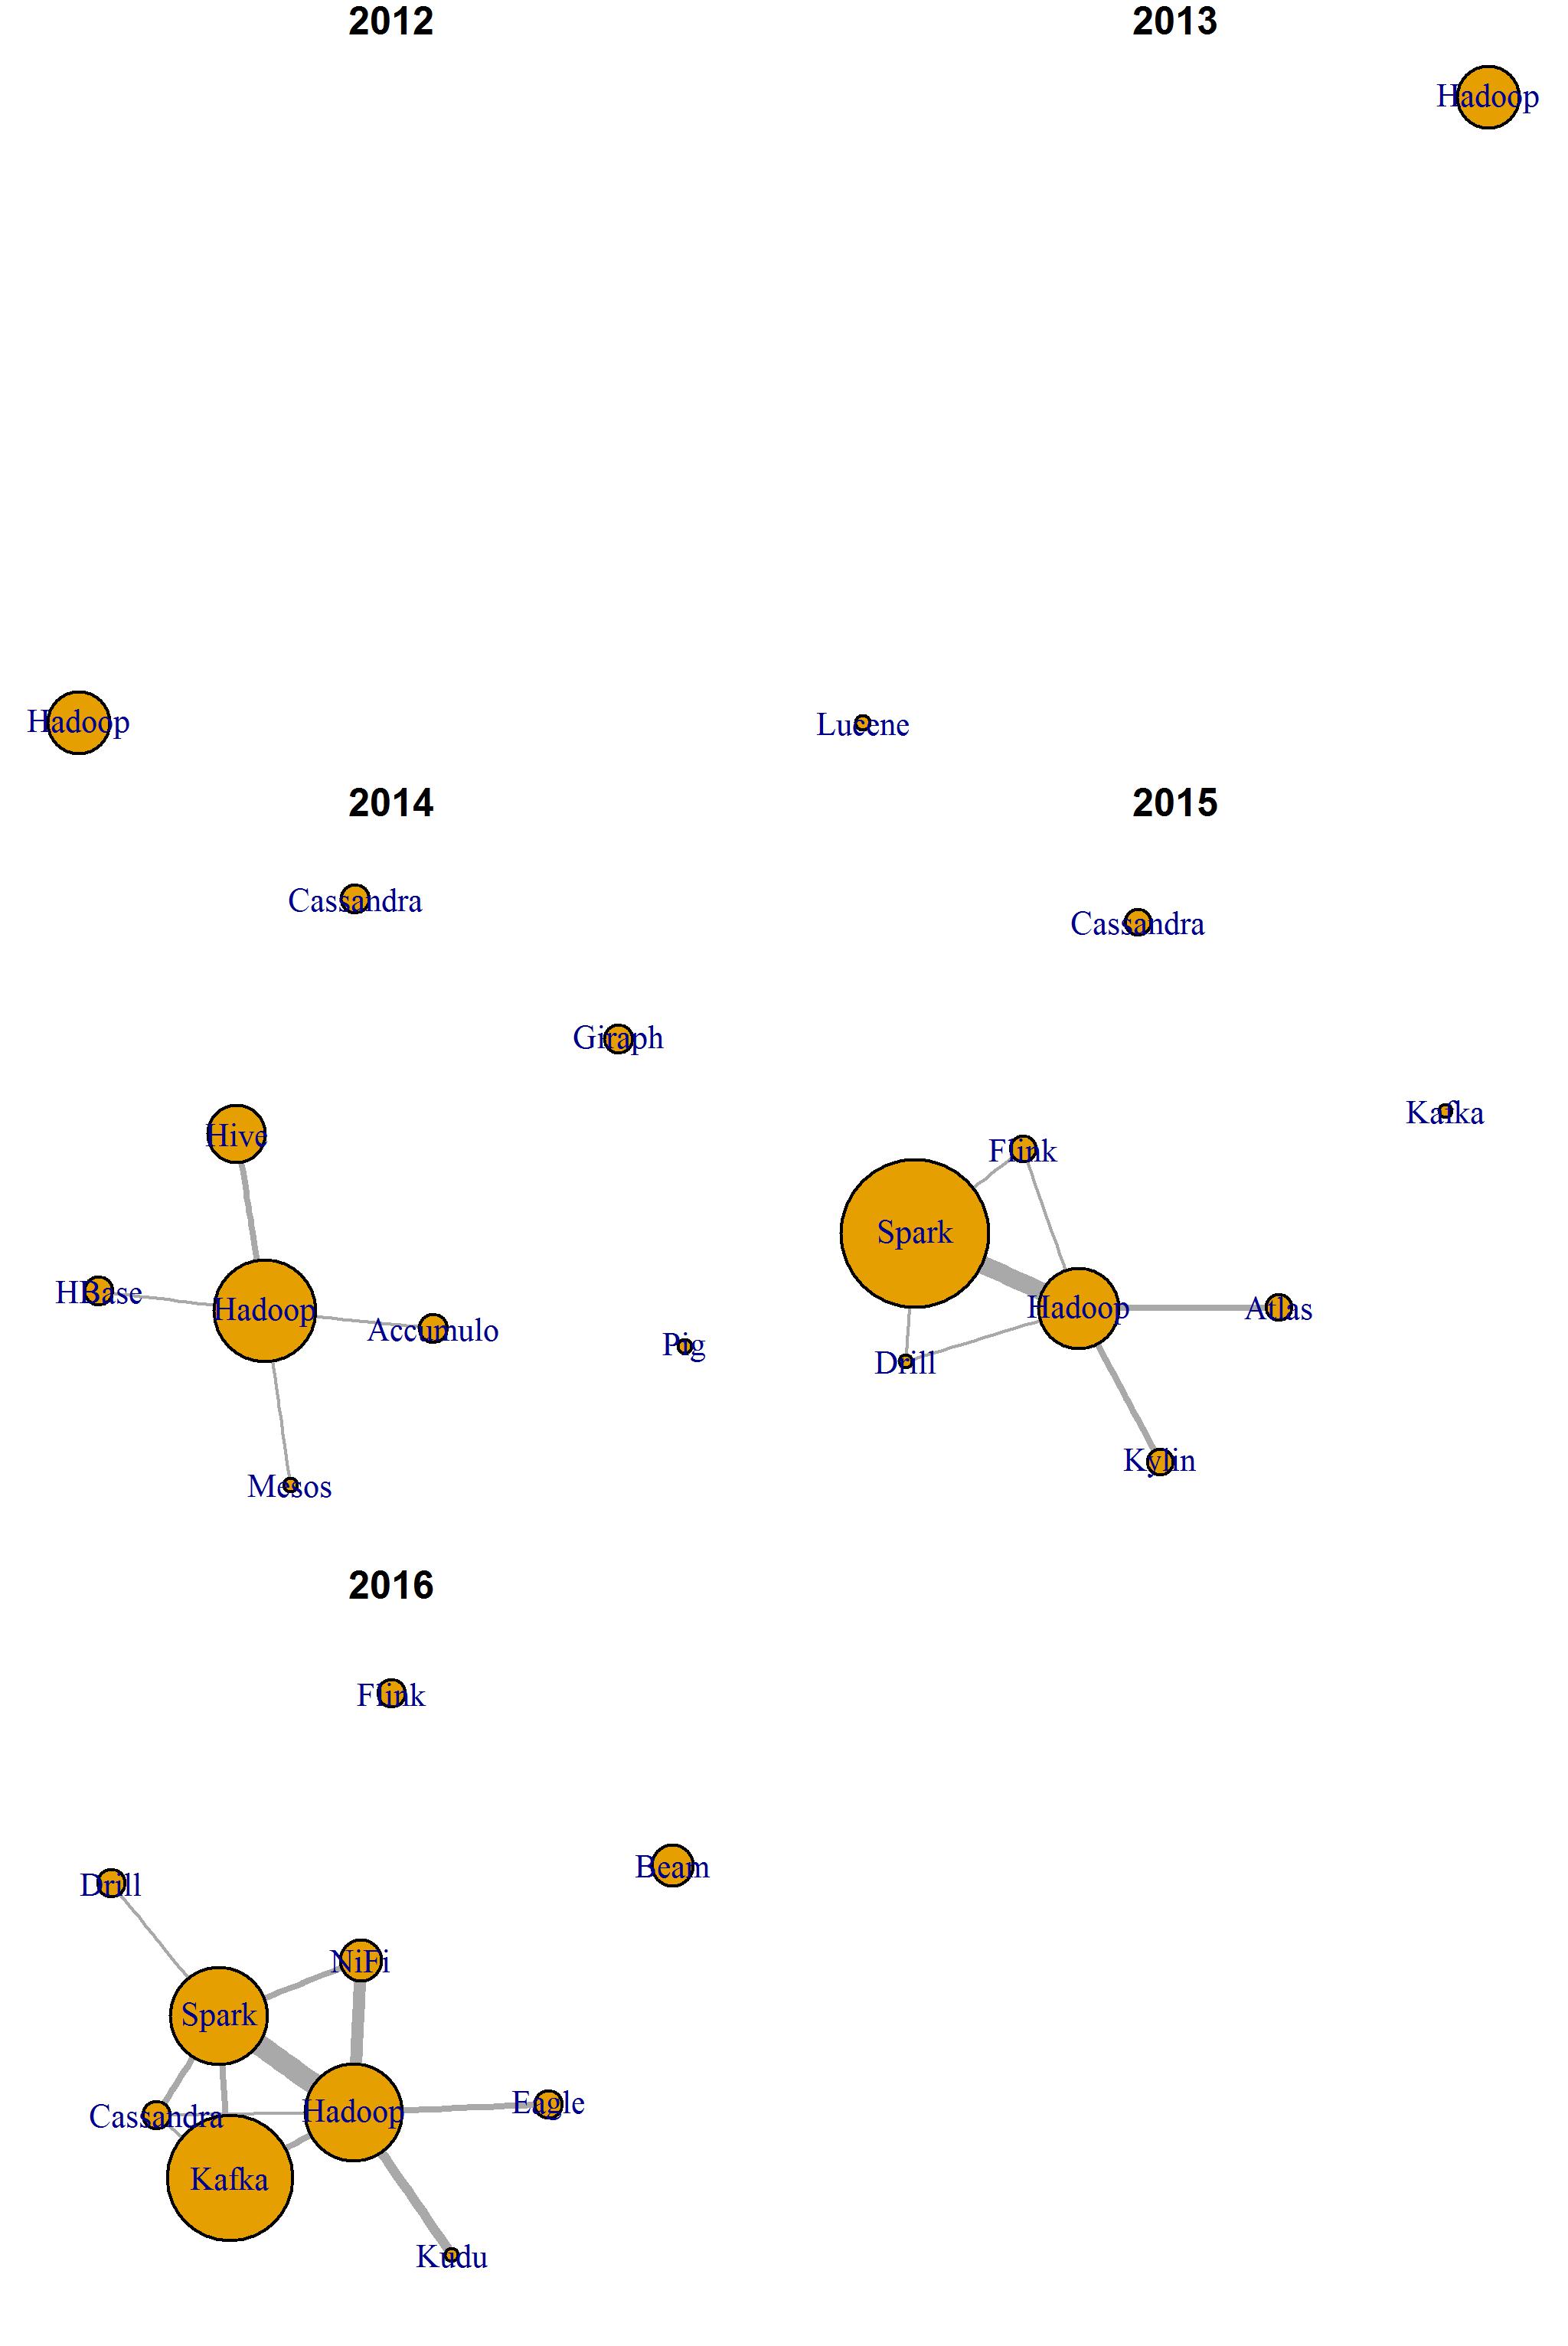 2012
Hadoop
2013
Hadoop
Lucene
2014
Cassandra
Giraph
Hive
HBase
Hadoop
Accumulo
Pig
Mesos
2015
Cassandra
Kafka
Flink
Spark
Hadoop
Atlas
Drill
Kylin
2016
Flink
Beam
Drill
NiFi
Spark
Eagle
Hadoop
Cassandra
Kafka
Kudu